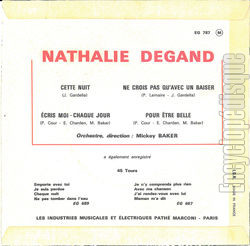 EG 787 M
NATHALIE DEGAND
CETTE NUIT
(J. Gardella)
NE CROIS PAS QU'AVEC UN BAISER
(P. Lemaire - J. Gardella)
ÉCRIS MOI - CHAQUE JOUR
(P. Cour - E. Charden, M. Baker)
POUR ÊTRE BELLE
(P. Cour - E. Charden, M. Baker)
Orchestre, direction : Mickey BAKER
a également enregistré
45 Tours
Emporte avec toi
Je suis perdue
Chaque nuit
Ne pas tomber dans l'eau
EG 489
Je n'y comprends plus rien
Avec ma chanson
J'ai rendez-vous avec lui
Maman m'a dit
EG 667
LES INDUSTRIES MUSICALES ET ÉLECTRIQUES PATHÉ MARCONI - PARIS